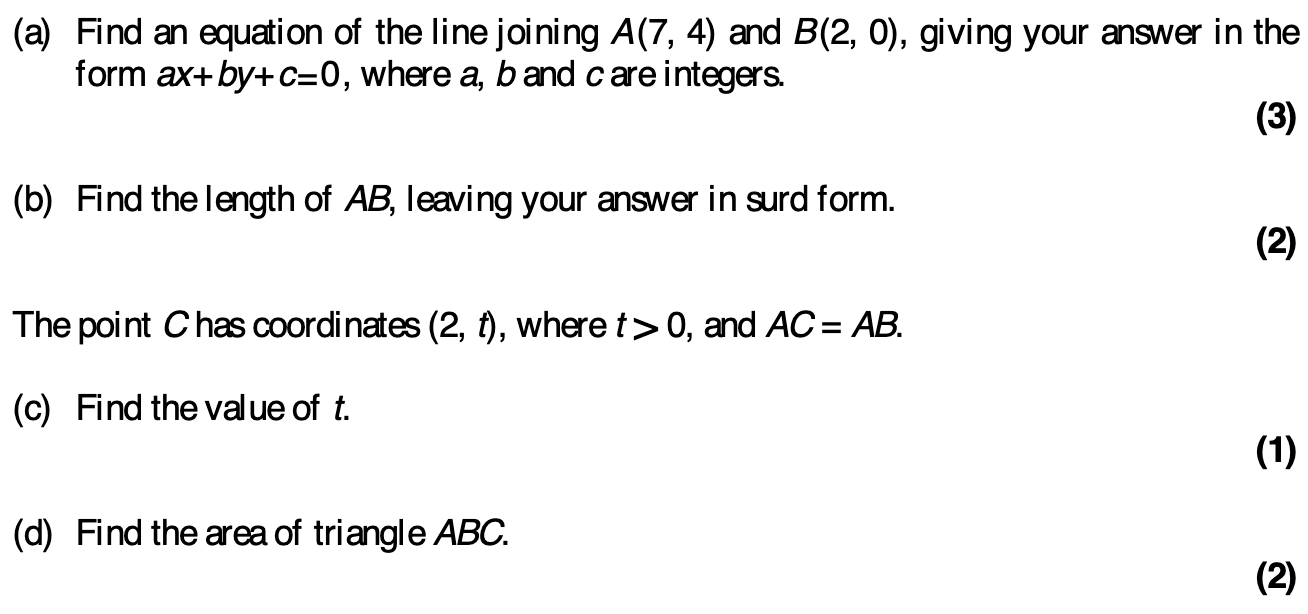 (a) Find an equation of the line joining A(7, 4) and B(2, 0), giving your answer in the
form ax+by+c=0, where a, b and c are integers.
(3)
(b) Find the length of AB, leaving your answer in surd form.
(2)
The point C has coordinates (2, t), where t > 0, and AC = AB.
(c) Find the value of t.
(1)
(d) Find the area of triangle ABC.
(2)